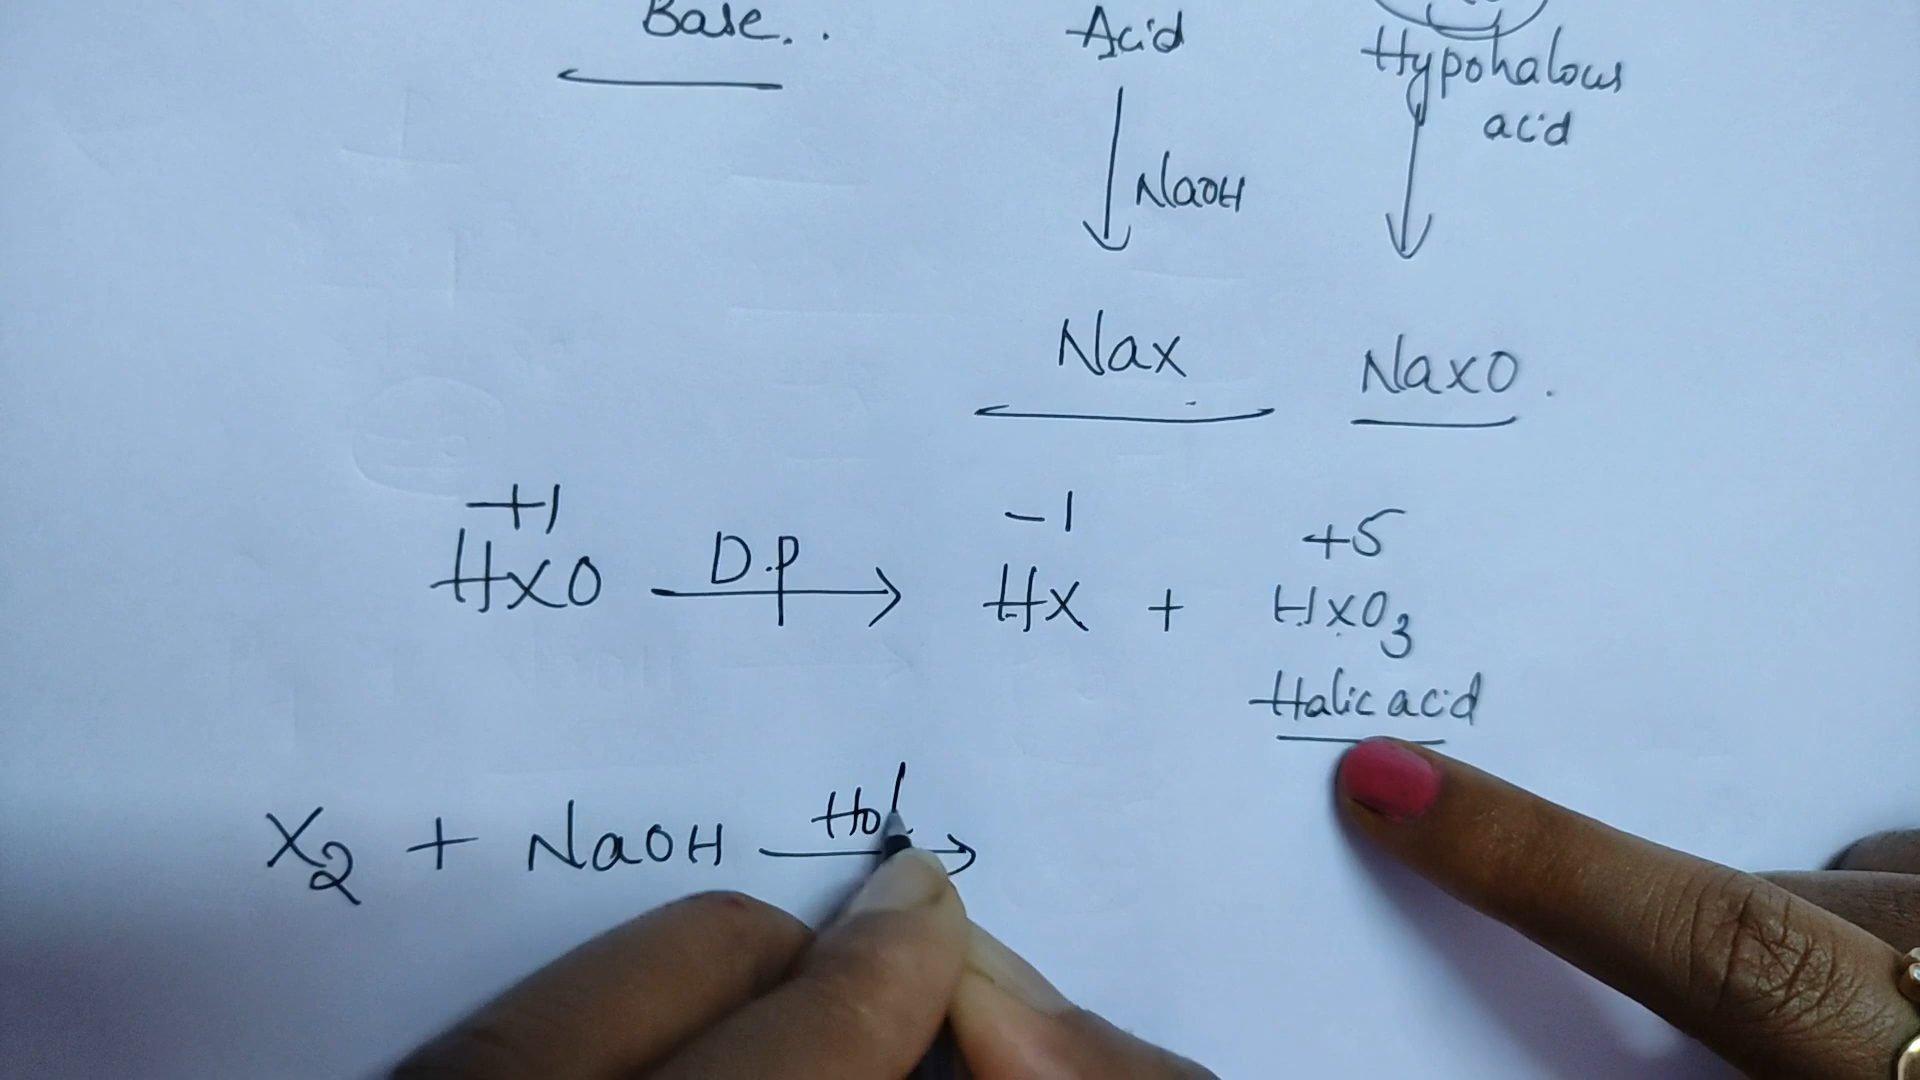 Base..
Acid
Hypohalous
acid
NaOH
Nax
NaxO.
+1
-1
+5
HXO D.P HX + HXO3
Halic acid
X2 + NaOH Hot